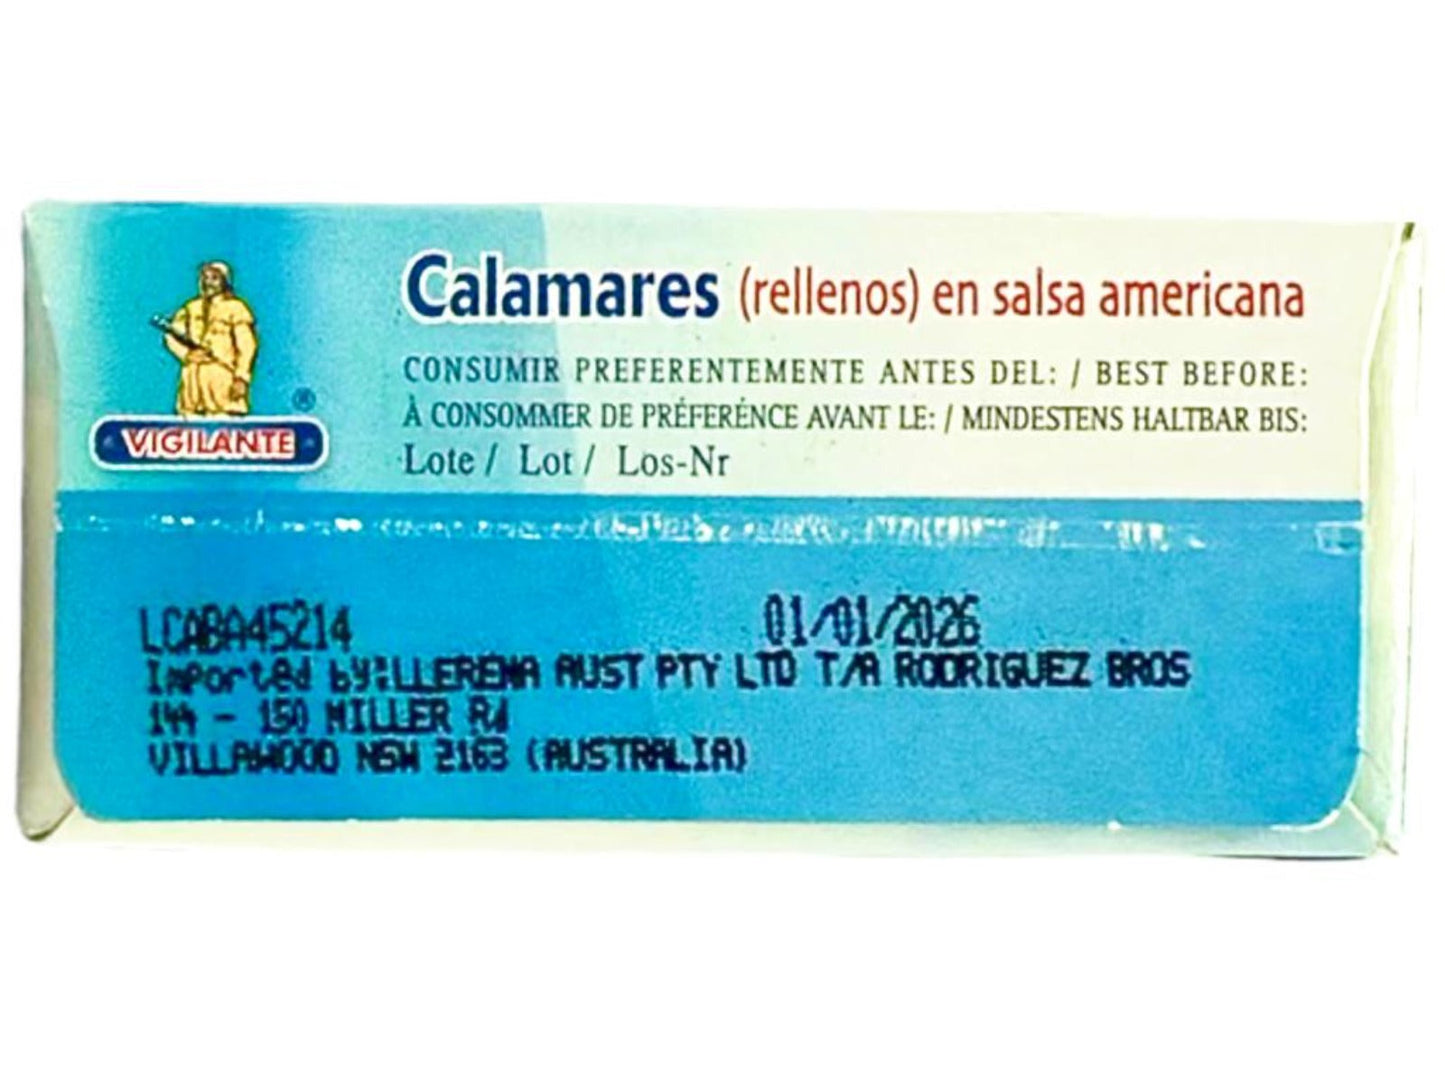 Calamares (rellenos) en salsa americana
CONSUMIR PREFERENTEMENTE ANTES DEL: / BEST BEFORE:
À CONSOMMER DE PRÉFERÉNCE AVANT LE: / MINDESTENS HALTBAR BIS:
Lote / Lot / Los-Nr
®
VIGILANTE
LCABA45214 01/01/2026
Imported by:LLERENA AUST PTY LTD T/A RODRIGUEZ BROS
144 - 150 MILLER Rd
VILLAWOOD NSW 2163 (AUSTRALIA)